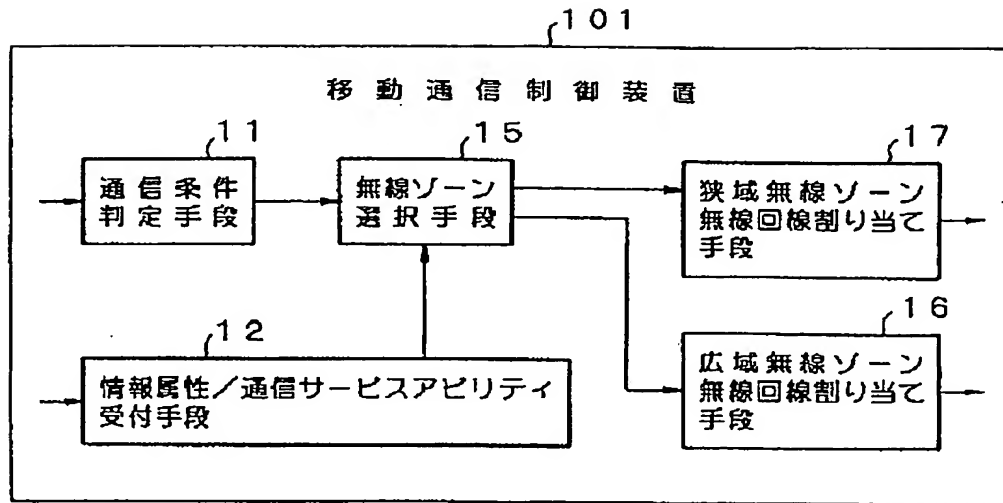 101
移動通信制御装置
11
通信条件
判定手段
15
無線ゾーン
選択手段
17
狭域無線ゾーン
無線回線割り当て
手段
12
情報属性/通信サービスアビリティ
受付手段
16
広域無線ゾーン
無線回線割り当て
手段